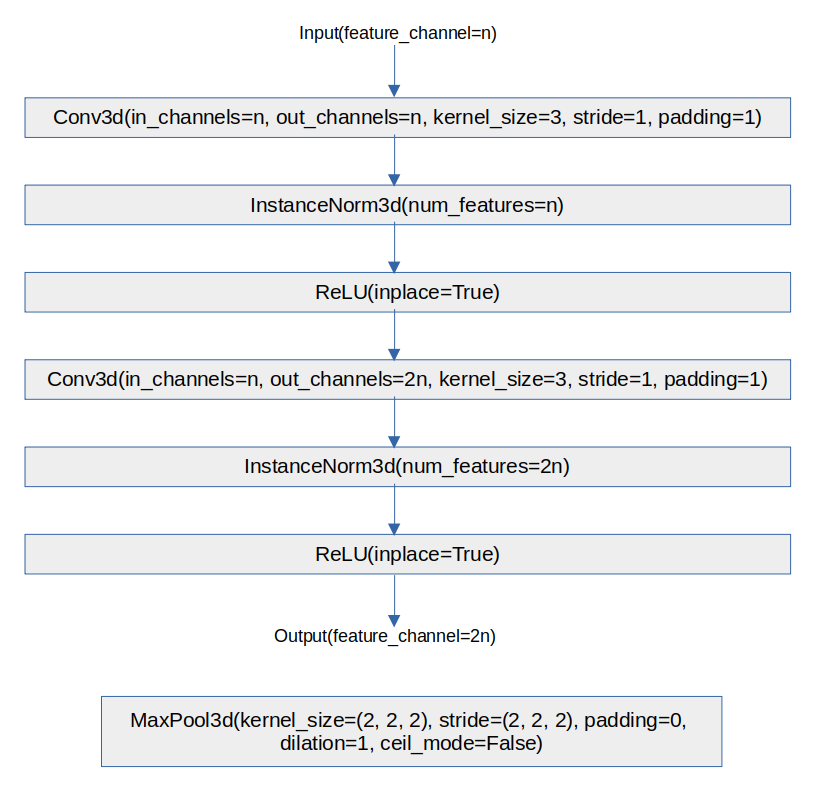 Input(feature_channel=n)
Conv3d(in_channels=n, out_channels=n, kernel_size=3, stride=1, padding=1)
InstanceNorm3d(num_features=n)
ReLU(inplace=True)
Conv3d(in_channels=n, out_channels=2n, kernel_size=3, stride=1, padding=1)
InstanceNorm3d(num_features=2n)
ReLU(inplace=True)
Output(feature_channel=2n)
MaxPool3d(kernel_size=(2, 2, 2), stride=(2, 2, 2), padding=0,
dilation=1, ceil_mode=False)